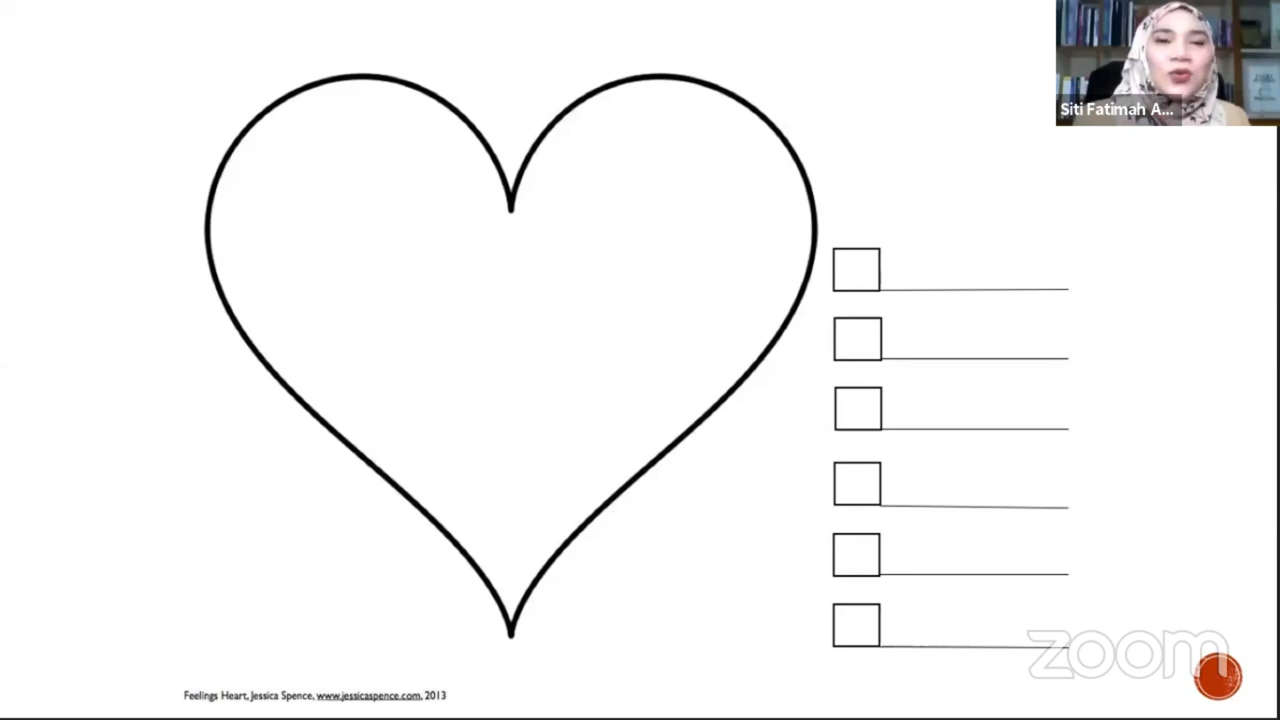 Siti Fatimah A...
Feelings Heart, Jessica Spence, www.jessicaspence.com, 2013
zoom